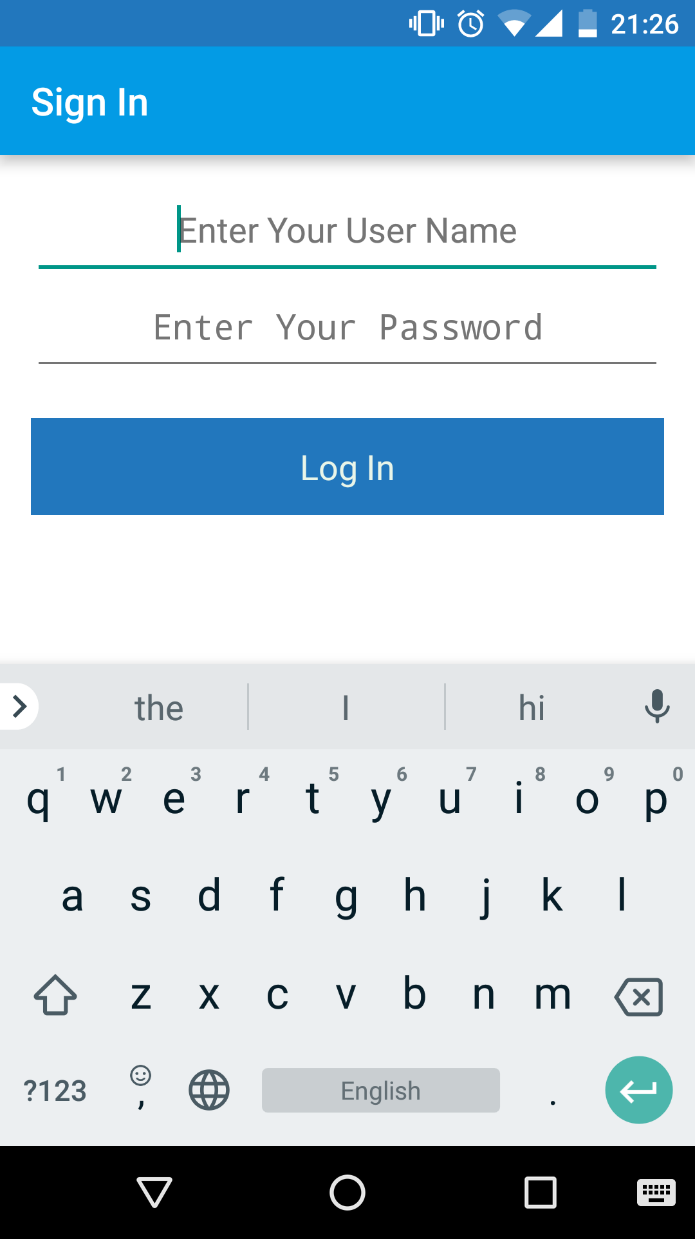 21:26
Sign In
Enter Your User Name
Enter Your Password
Log In
the I hi
1 2 3 4 5 6 7 8 9 0
q w e r t y u i o p
a s d f g h j k l
z x c v b n m
?123 , English .